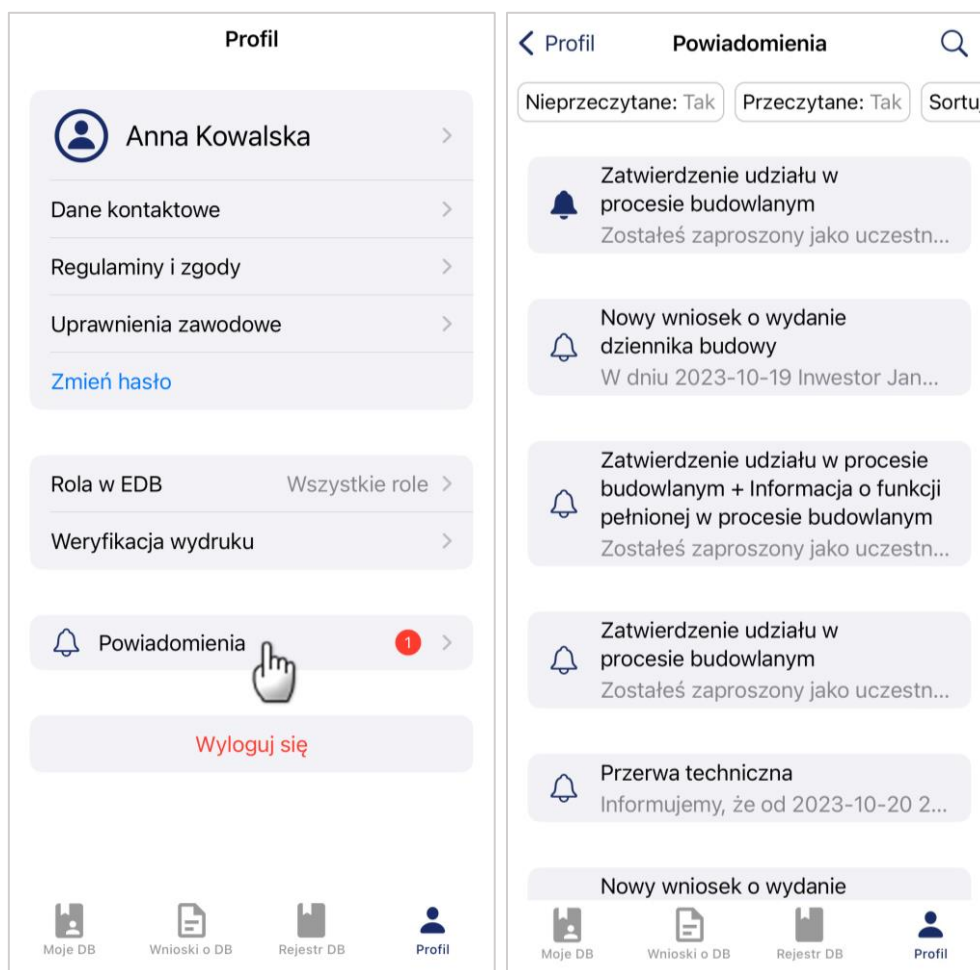 Profil
Anna Kowalska
Dane kontaktowe
Regulaminy i zgody
Uprawnienia zawodowe
Zmień hasło
Rola w EDB Wszystkie role
Weryfikacja wydruku
Powiadomienia 1
Wyloguj się
Moje DB Wnioski o DB Rejestr DB Profil
Profil Powiadomienia
Nieprzeczytane: Tak Przeczytane: Tak Sortuj
Zatwierdzenie udziału w
procesie budowlanym
Zostałeś zaproszony jako uczestn...
Nowy wniosek o wydanie
dziennika budowy
W dniu 2023-10-19 Inwestor Jan...
Zatwierdzenie udziału w procesie
budowlanym + Informacja o funkcji
pełnionej w procesie budowlanym
Zostałeś zaproszony jako uczestn...
Zatwierdzenie udziału w
procesie budowlanym
Zostałeś zaproszony jako uczestn...
Przerwa techniczna
Informujemy, że od 2023-10-20 2...
Nowy wniosek o wydanie
Moje DB Wnioski o DB Rejestr DB Profil